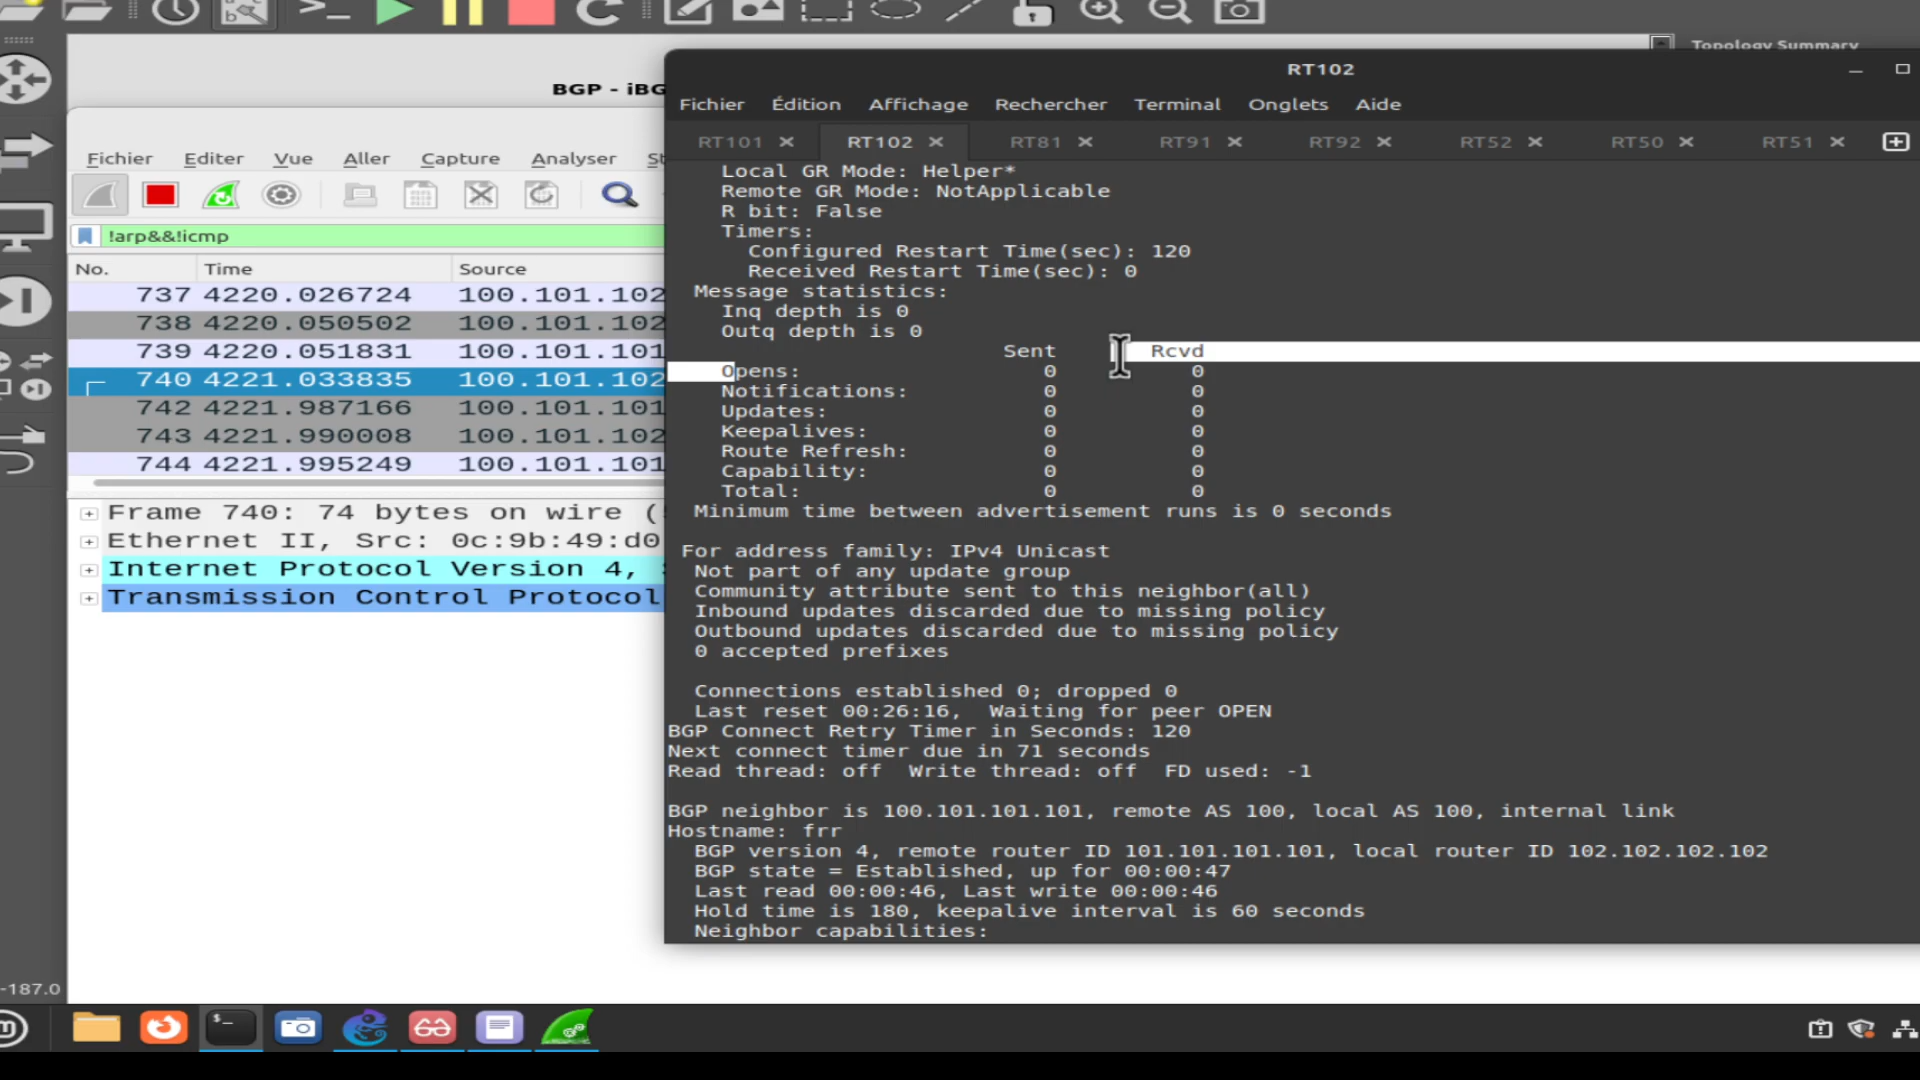 Topology Summary
BGP - iBG
RT102
Fichier Édition Affichage Rechercher Terminal Onglets Aide
RT101 RT102 RT81 RT91 RT92 RT52 RT50 RT51
Fichier Editer Vue Aller Capture Analyser St
!arp&&!icmp
No. Time Source
737 4220.026724 100.101.102
738 4220.050502 100.101.102
739 4220.051831 100.101.101
740 4221.033835 100.101.102
742 4221.987166 100.101.101
743 4221.990008 100.101.102
744 4221.995249 100.101.101
Frame 740: 74 bytes on wire (
Ethernet II, Src: 0c:9b:49:d0
Internet Protocol Version 4,
Transmission Control Protocol
-187.0
Local GR Mode: Helper*
Remote GR Mode: NotApplicable
R bit: False
Timers:
Configured Restart Time(sec): 120
Received Restart Time(sec): 0
Message statistics:
Inq depth is 0
Outq depth is 0
Sent Rcvd
Opens: 0 0
Notifications: 0 0
Updates: 0 0
Keepalives: 0 0
Route Refresh: 0 0
Capability: 0 0
Total: 0 0
Minimum time between advertisement runs is 0 seconds
For address family: IPv4 Unicast
Not part of any update group
Community attribute sent to this neighbor(all)
Inbound updates discarded due to missing policy
Outbound updates discarded due to missing policy
0 accepted prefixes
Connections established 0; dropped 0
Last reset 00:26:16, Waiting for peer OPEN
BGP Connect Retry Timer in Seconds: 120
Next connect timer due in 71 seconds
Read thread: off Write thread: off FD used: -1
BGP neighbor is 100.101.101.101, remote AS 100, local AS 100, internal link
Hostname: frr
BGP version 4, remote router ID 101.101.101.101, local router ID 102.102.102.102
BGP state = Established, up for 00:00:47
Last read 00:00:46, Last write 00:00:46
Hold time is 180, keepalive interval is 60 seconds
Neighbor capabilities: